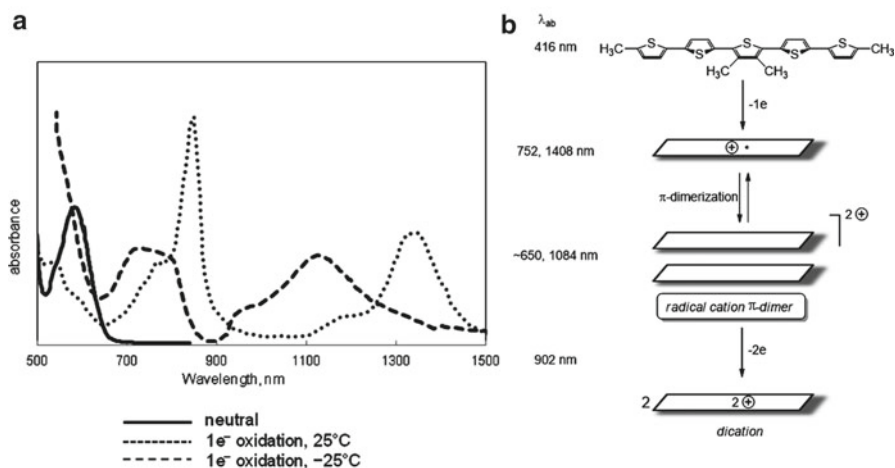 a
absorbance
500 700 900 1100 1300 1500
Wavelength, nm
neutral
1e⁻ oxidation, 25°C
1e⁻ oxidation, −25°C
b
λab
416 nm
H₃C S S S S S CH₃
H₃C CH₃
-1e
752, 1408 nm
⊕ •
π-dimerization
2 ⊕
~650, 1084 nm
radical cation π-dimer
-2e
902 nm
2 2 ⊕
dication